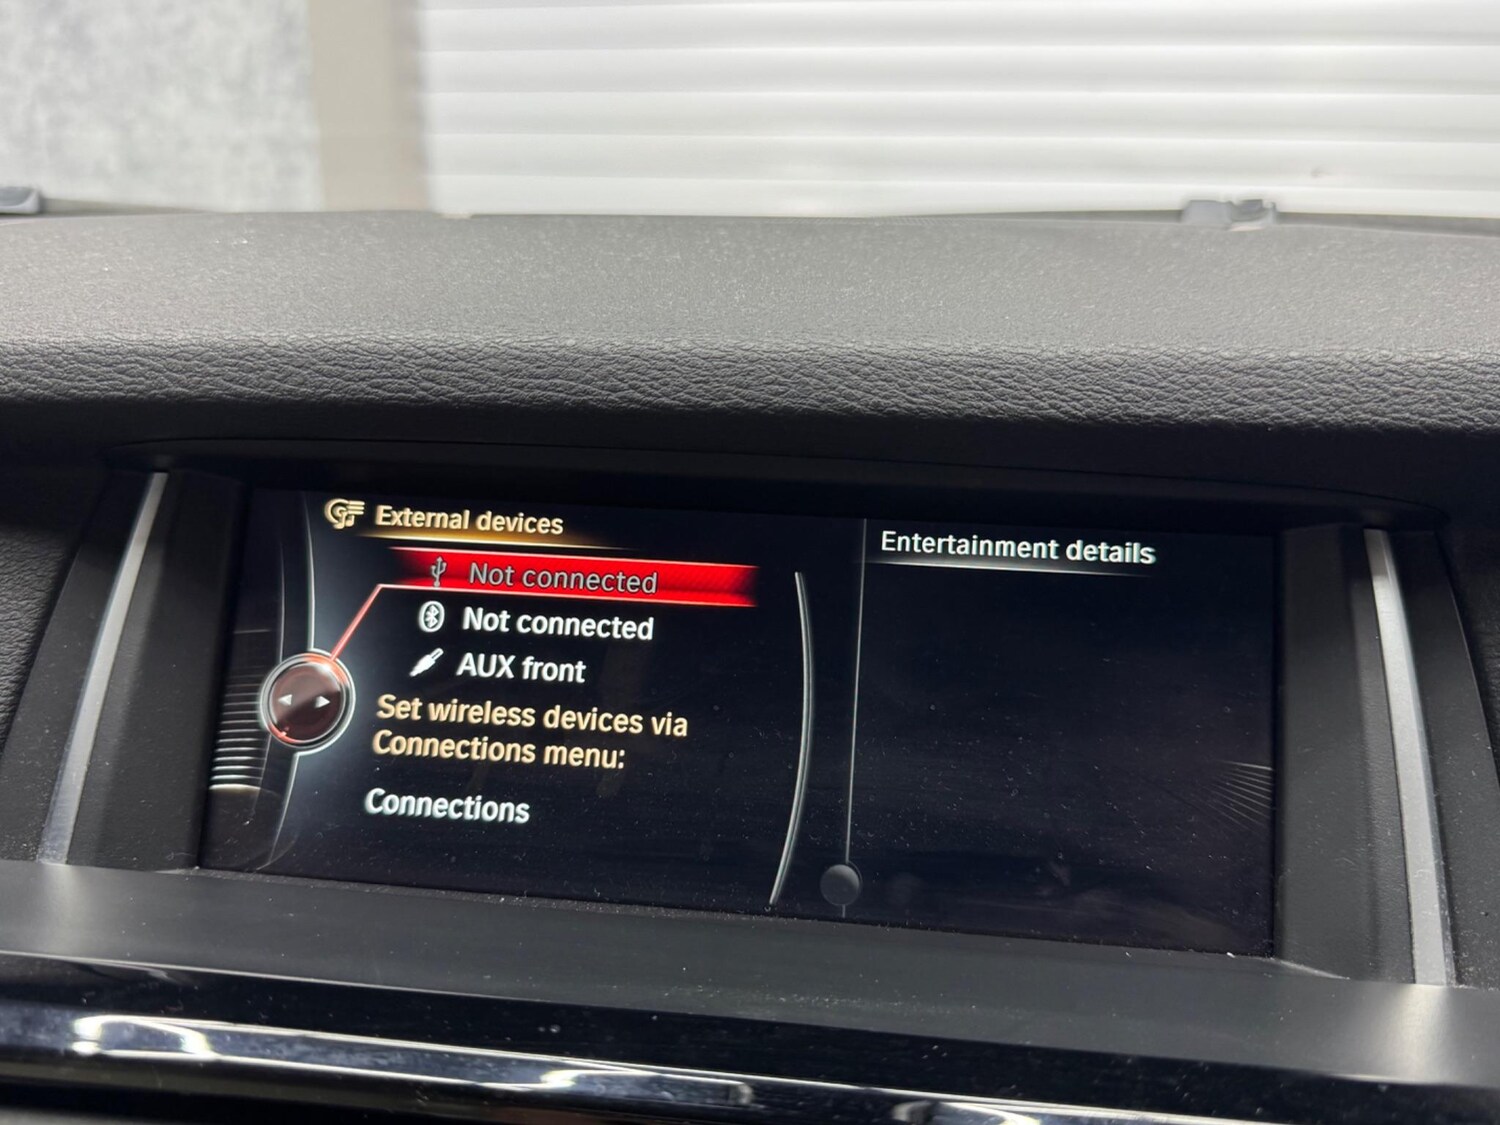 External devices
Not connected
Not connected
AUX front
Set wireless devices via
Connections menu:
Connections
Entertainment details